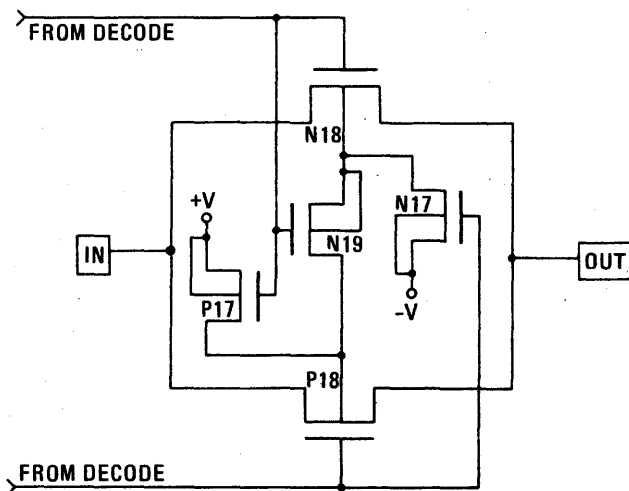 FROM DECODE
N18
+V
N17
N19
IN
OUT
P17
-V
P18
FROM DECODE